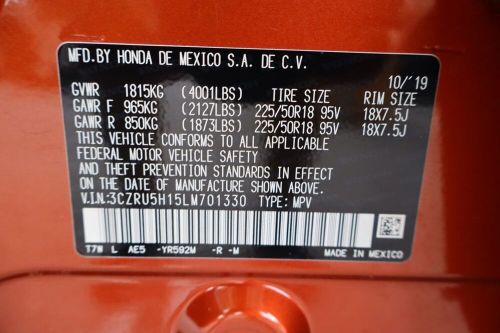 MFD.BY HONDA DE MEXICO S.A. DE C.V.
10/'19
GVWR 1815KG (4001LBS) TIRE SIZE RIM SIZE
GAWR F 965KG (2127LBS) 225/50R18 95V 18X7.5J
GAWR R 850KG (1873LBS) 225/50R18 95V 18X7.5J
THIS VEHICLE CONFORMS TO ALL APPLICABLE
FEDERAL MOTOR VEHICLE SAFETY
AND THEFT PREVENTION STANDARDS IN EFFECT
ON THE DATE OF MANUFACTURE SHOWN ABOVE.
V.I.N.:3CZRU5H15LM701330 TYPE: MPV
T7W L AE5 -YR592M -R -M
MADE IN MEXICO